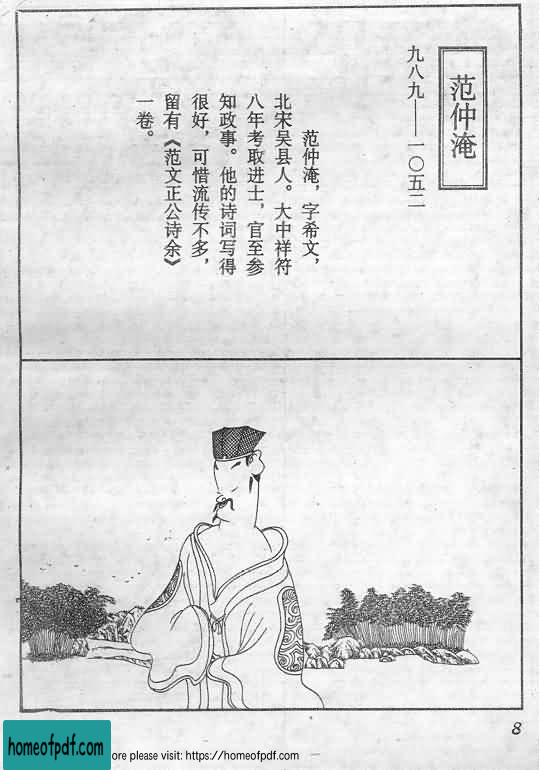 范仲淹
九八九——一〇五二
范仲淹，字希文，
北宋吴县人。大中祥符
八年考取进士，官至参
知政事。他的诗词写得
很好，可惜流传不多，
留有《范文正公诗余》
一卷。
8
homeofpdf.com
ore please visit: https://homeofpdf.com